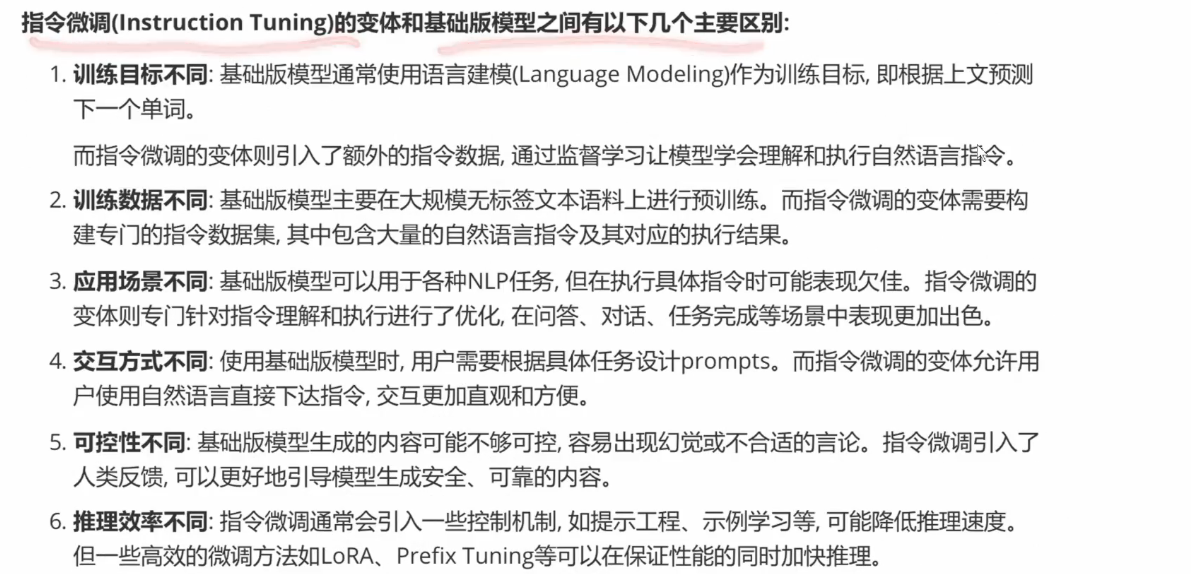 指令微调(Instruction Tuning)的变体和基础版模型之间有以下几个主要区别:
1. 训练目标不同: 基础版模型通常使用语言建模(Language Modeling)作为训练目标, 即根据上文预测
下一个单词。
而指令微调的变体则引入了额外的指令数据, 通过监督学习让模型学会理解和执行自然语言指令。
2. 训练数据不同: 基础版模型主要在大规模无标签文本语料上进行预训练。而指令微调的变体需要构
建专门的指令数据集, 其中包含大量的自然语言指令及其对应的执行结果。
3. 应用场景不同: 基础版模型可以用于各种NLP任务, 但在执行具体指令时可能表现欠佳。指令微调的
变体则专门针对指令理解和执行进行了优化, 在问答、对话、任务完成等场景中表现更加出色。
4. 交互方式不同: 使用基础版模型时, 用户需要根据具体任务设计prompts。而指令微调的变体允许用
户使用自然语言直接下达指令, 交互更加直观和方便。
5. 可控性不同: 基础版模型生成的内容可能不够可控, 容易出现幻觉或不合适的言论。指令微调引入了
人类反馈, 可以更好地引导模型生成安全、可靠的内容。
6. 推理效率不同: 指令微调通常会引入一些控制机制, 如提示工程、示例学习等, 可能降低推理速度。
但一些高效的微调方法如LoRA、Prefix Tuning等可以在保证性能的同时加快推理。